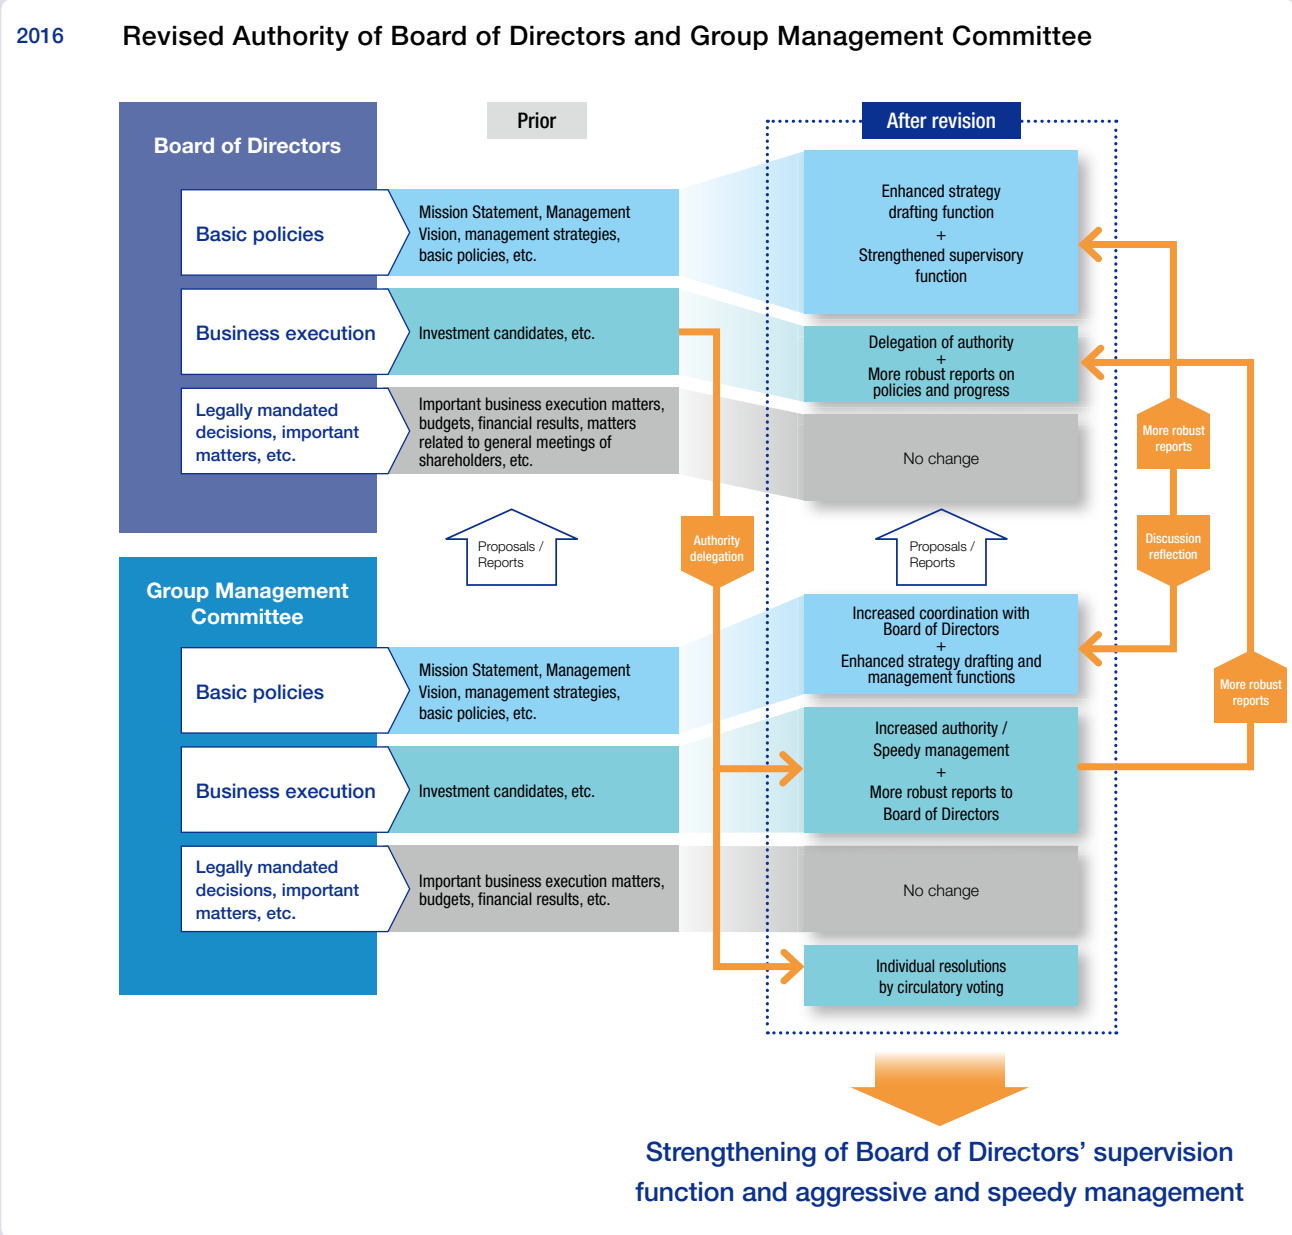 2016
Revised Authority of Board of Directors and Group Management Committee
Prior
After revision
Board of Directors
Basic policies
Mission Statement, Management
Vision, management strategies,
basic policies, etc.
Enhanced strategy
drafting function
+
Strengthened supervisory
function
Business execution
Investment candidates, etc.
Delegation of authority
+
More robust reports on
policies and progress
Legally mandated
decisions, important
matters, etc.
Important business execution matters,
budgets, financial results, matters
related to general meetings of
shareholders, etc.
No change
More robust
reports
Proposals /
Reports
Authority
delegation
Proposals /
Reports
Discussion
reflection
Group Management
Committee
Basic policies
Mission Statement, Management
Vision, management strategies,
basic policies, etc.
Increased coordination with
Board of Directors
+
Enhanced strategy drafting and
management functions
More robust
reports
Business execution
Investment candidates, etc.
Increased authority /
Speedy management
+
More robust reports to
Board of Directors
Legally mandated
decisions, important
matters, etc.
Important business execution matters,
budgets, financial results, etc.
No change
Individual resolutions
by circulatory voting
Strengthening of Board of Directors’ supervision
function and aggressive and speedy management